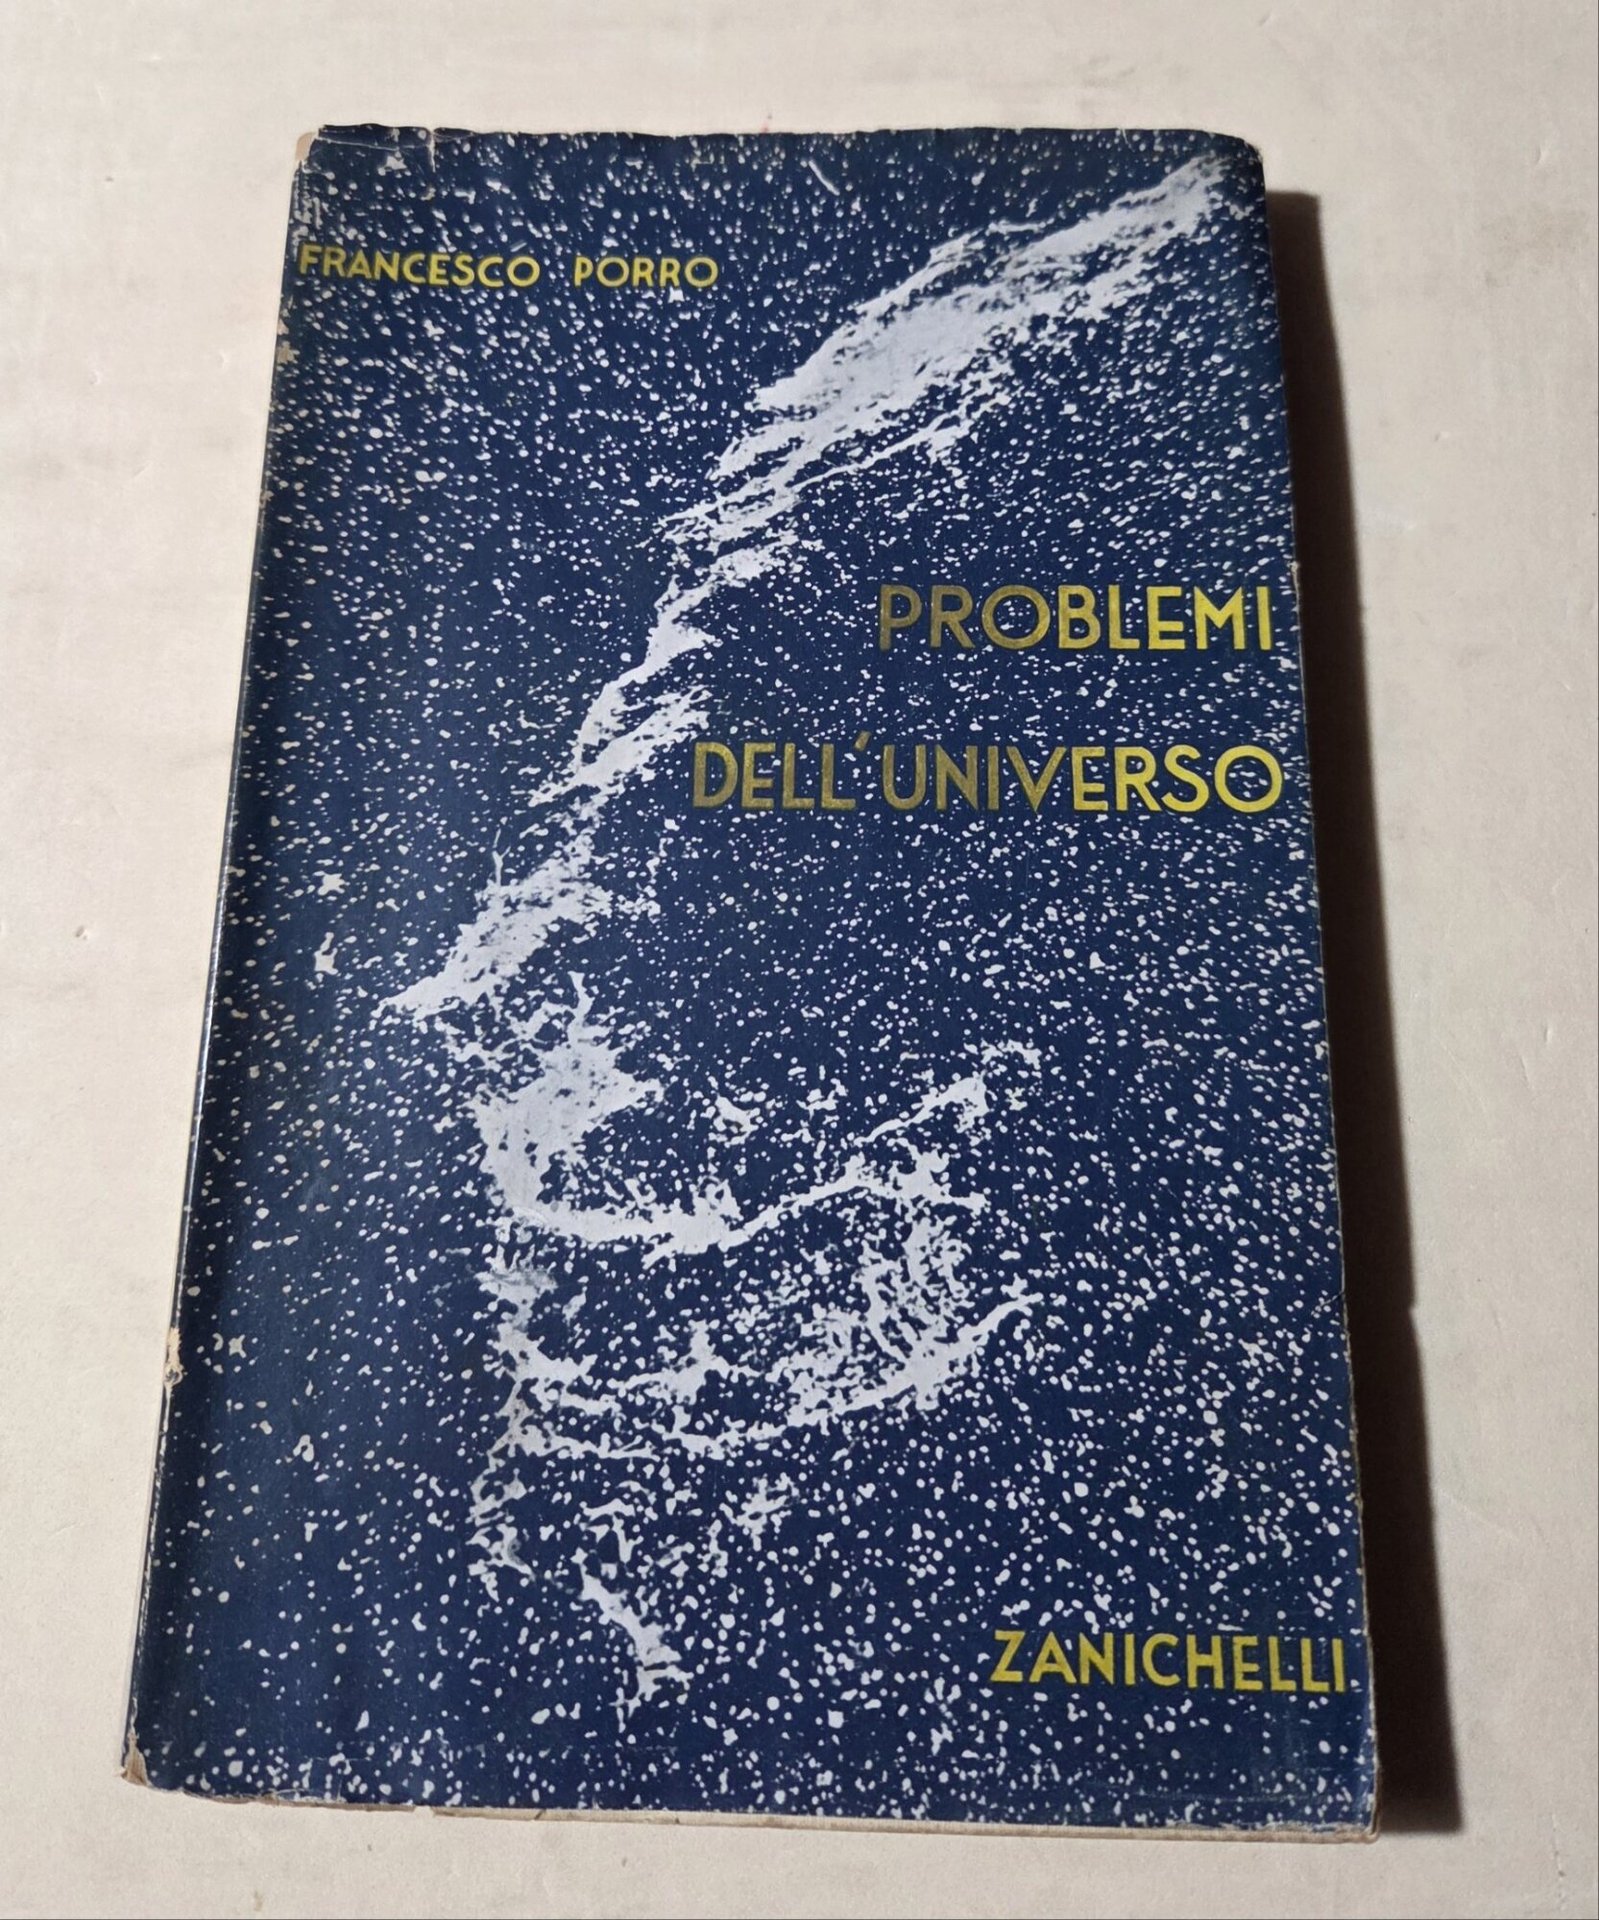 FRANCESCO PORRO
PROBLEMI
DELL'UNIVERSO
ZANICHELLI